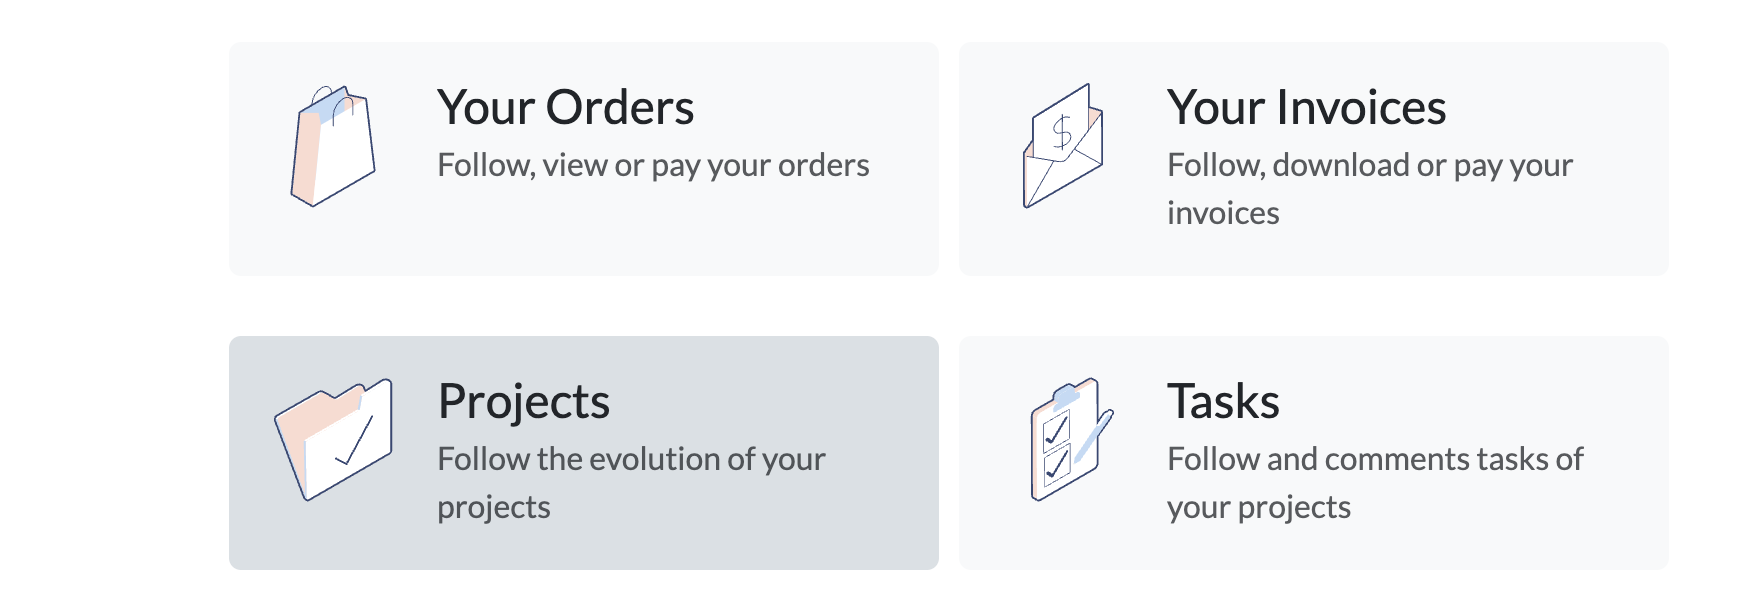 Your Orders
Follow, view or pay your orders
Your Invoices
Follow, download or pay your
invoices
Projects
Follow the evolution of your
projects
Tasks
Follow and comments tasks of
your projects
$